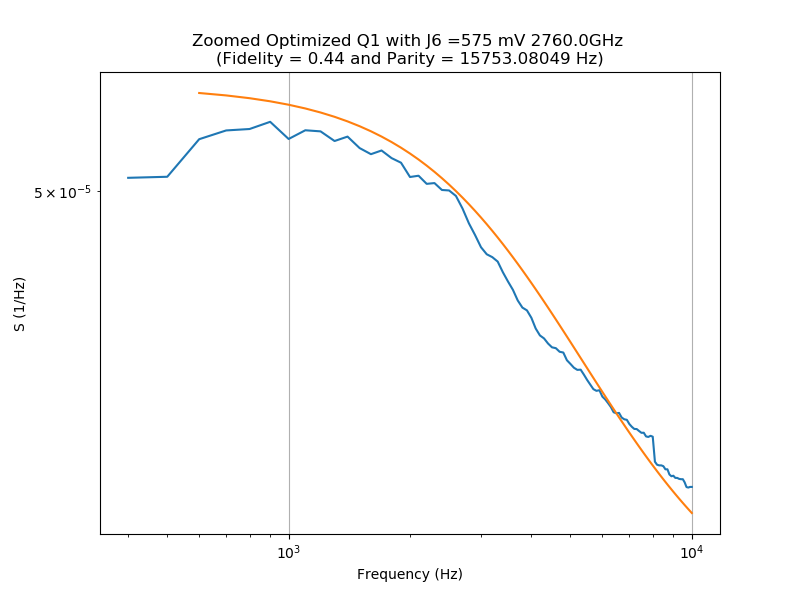 Zoomed Optimized Q1 with J6 =575 mV 2760.0GHz
(Fidelity = 0.44 and Parity = 15753.08049 Hz)
5 × 10⁻⁵
S (1/Hz)
10³ 10⁴
Frequency (Hz)